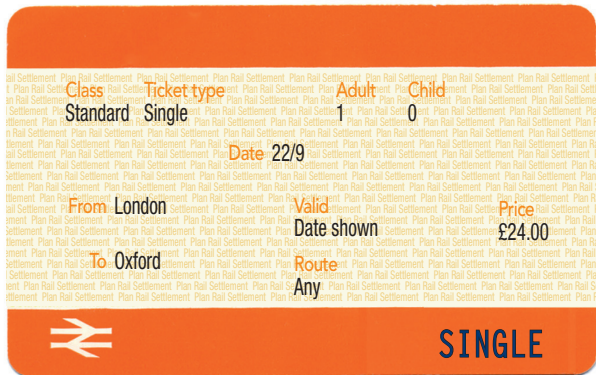 Class Ticket type Adult Child
Standard Single 1 0
Date 22/9
From London Valid Price
Date shown £24.00
To Oxford Route
Any
SINGLE